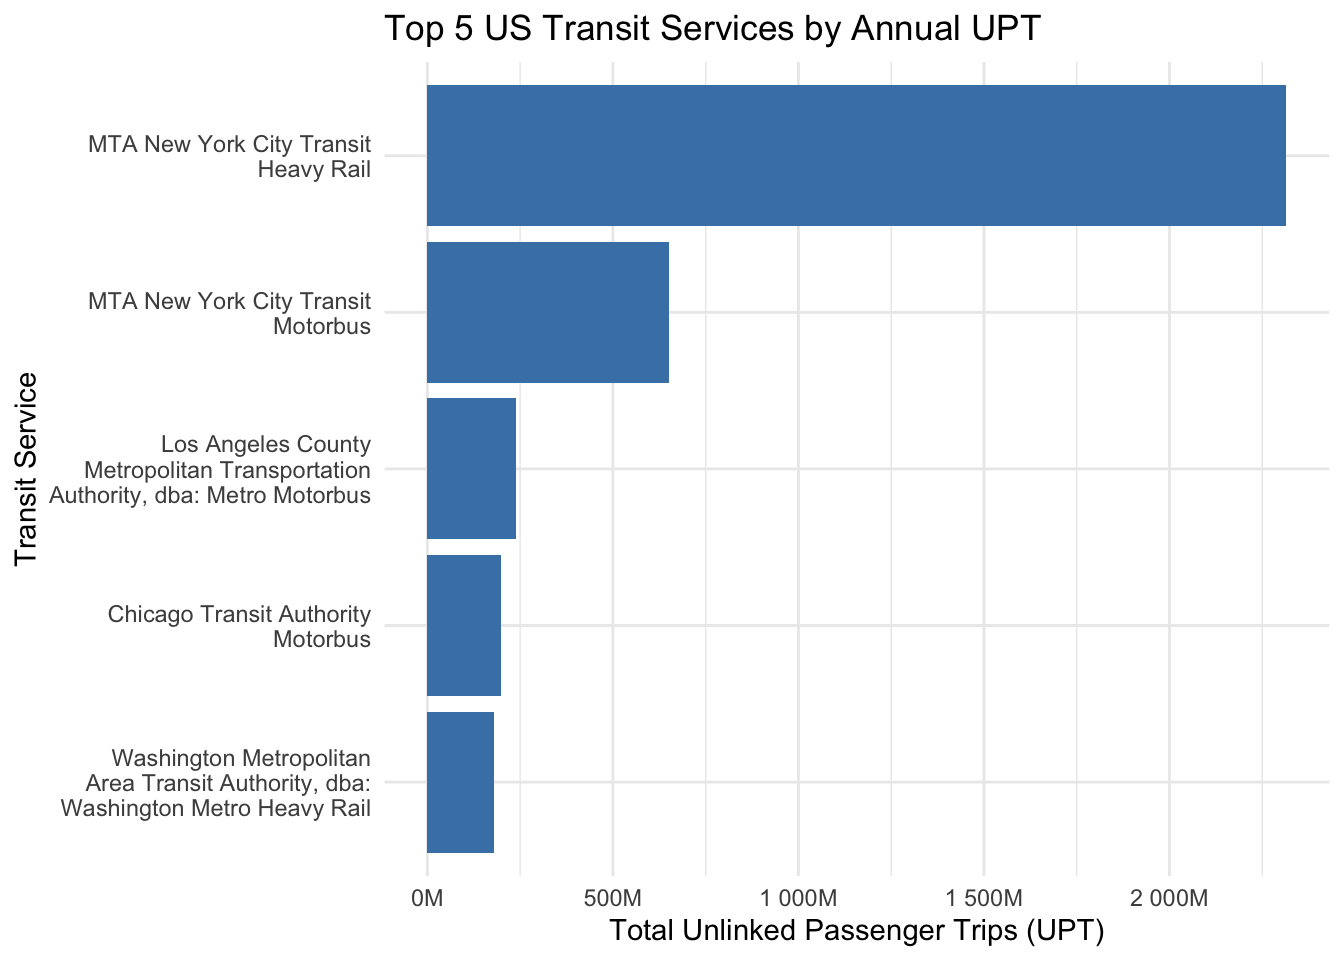 Top 5 US Transit Services by Annual UPT
MTA New York City Transit
Heavy Rail
MTA New York City Transit
Motorbus
Los Angeles County
Metropolitan Transportation
Authority, dba: Metro Motorbus
Chicago Transit Authority
Motorbus
Washington Metropolitan
Area Transit Authority, dba:
Washington Metro Heavy Rail
Transit Service
0M 500M 1 000M 1 500M 2 000M
Total Unlinked Passenger Trips (UPT)